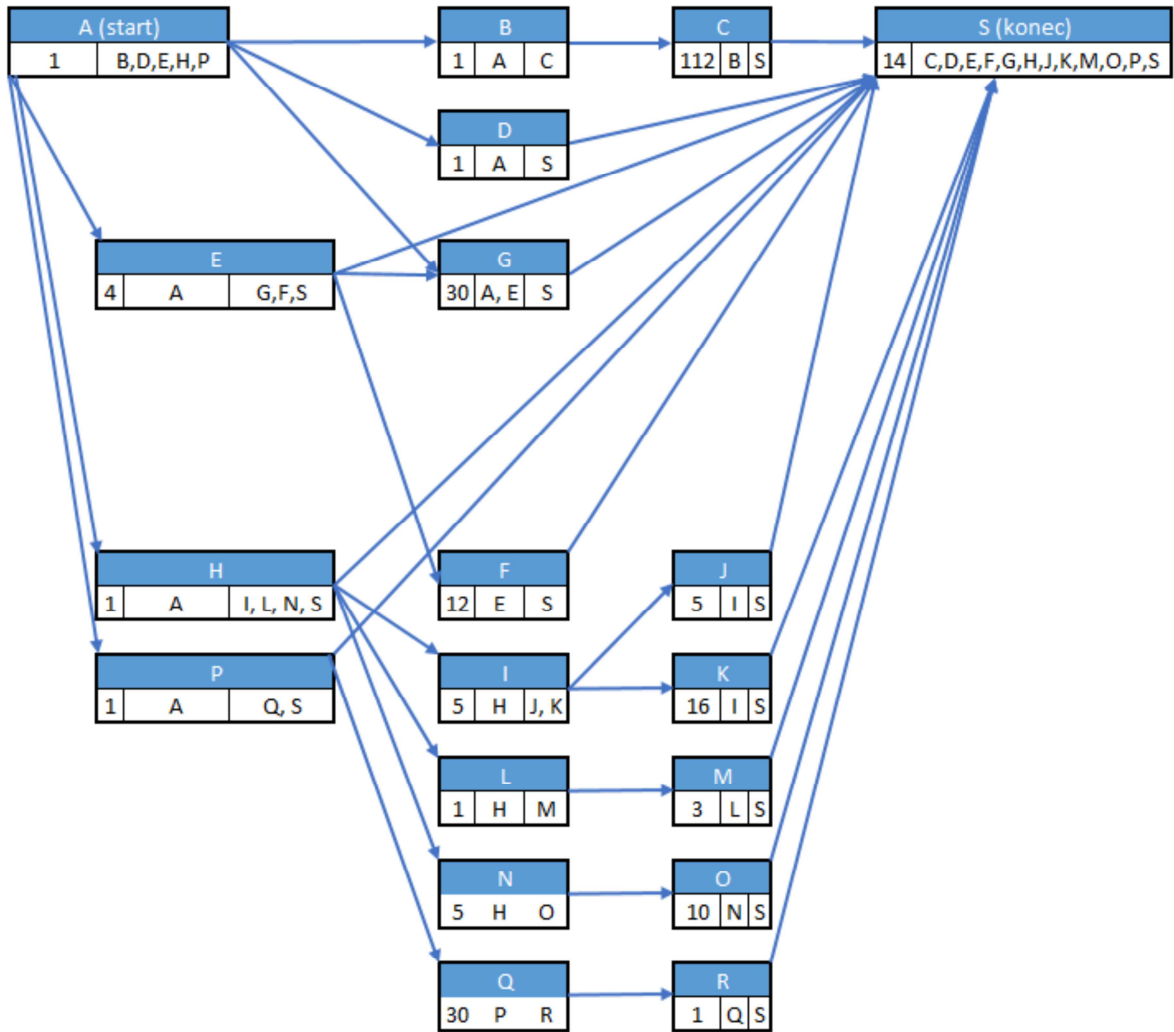 A (start)
1 B,D,E,H,P
B
1 A C
C
112 B S
S (konec)
14 C,D,E,F,G,H,J,K,M,O,P,S
D
1 A S
E
4 A G,F,S
G
30 A, E S
H
1 A I, L, N, S
F
12 E S
J
5 I S
P
1 A Q, S
I
5 H J, K
K
16 I S
L
1 H M
M
3 L S
N
5 H O
O
10 N S
Q
30 P R
R
1 Q S